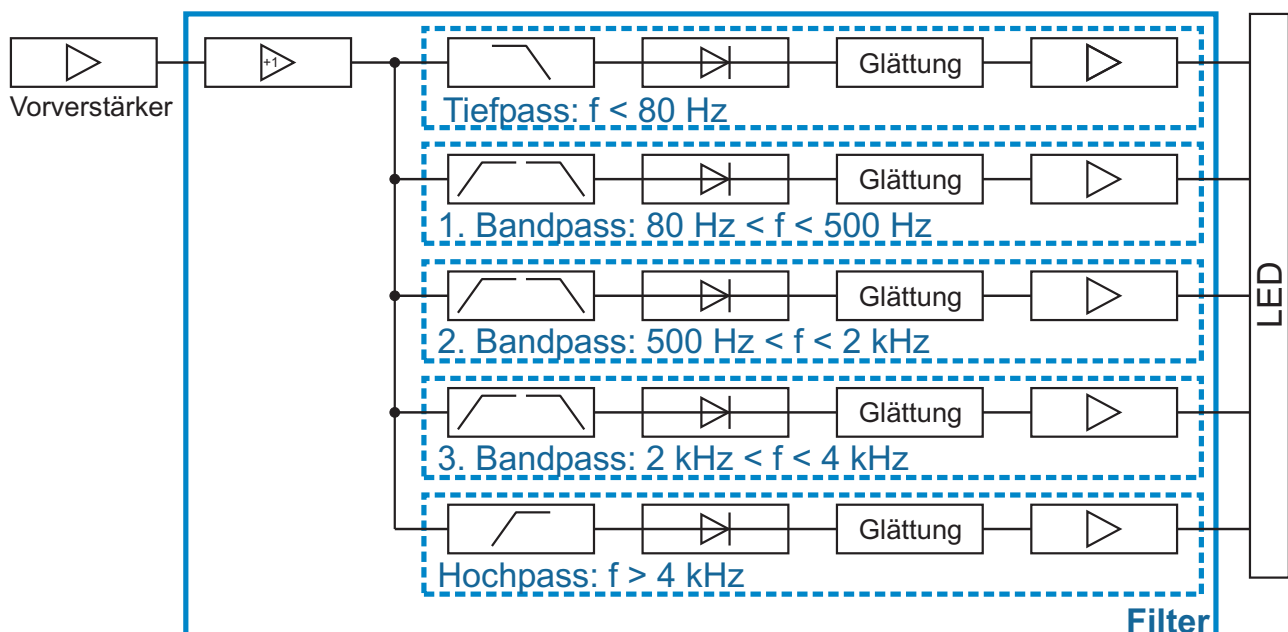 Vorverstärker
+1
Glättung
Tiefpass: f < 80 Hz
Glättung
1. Bandpass: 80 Hz < f < 500 Hz
Glättung
2. Bandpass: 500 Hz < f < 2 kHz
Glättung
3. Bandpass: 2 kHz < f < 4 kHz
Glättung
Hochpass: f > 4 kHz
LED
Filter